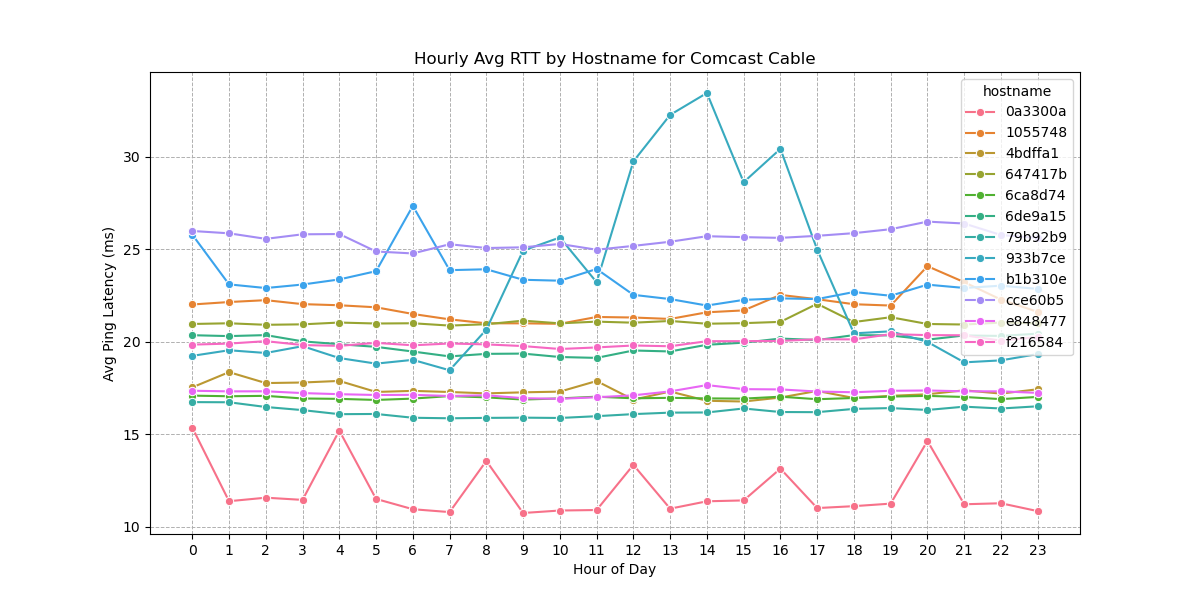 Hourly Avg RTT by Hostname for Comcast Cable
Avg Ping Latency (ms)
30
25
20
15
10
hostname
0a3300a
1055748
4bdffa1
647417b
6ca8d74
6de9a15
79b92b9
933b7ce
b1b310e
cce60b5
e848477
f216584
0 1 2 3 4 5 6 7 8 9 10 11 12 13 14 15 16 17 18 19 20 21 22 23
Hour of Day